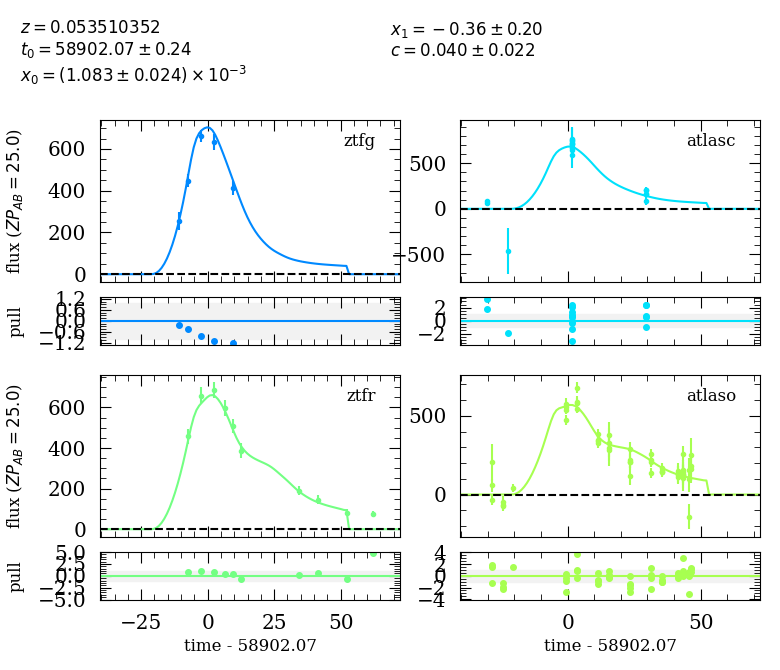 z = 0.053510352
t₀ = 58902.07 ± 0.24
x₀ = (1.083 ± 0.024) × 10⁻³
x₁ = −0.36 ± 0.20
c = 0.040 ± 0.022
ztfg
600
400
200
0
flux (ZP_AB = 25.0)
atlasc
500
0
−500
1.2
0.6
0.0
−0.6
−1.2
pull
2
0
−2
ztfr
600
400
200
0
flux (ZP_AB = 25.0)
atlaso
500
0
5.0
2.5
0.0
−2.5
−5.0
pull
4
2
0
−2
−4
−25 0 25 50
time - 58902.07
0 50
time - 58902.07